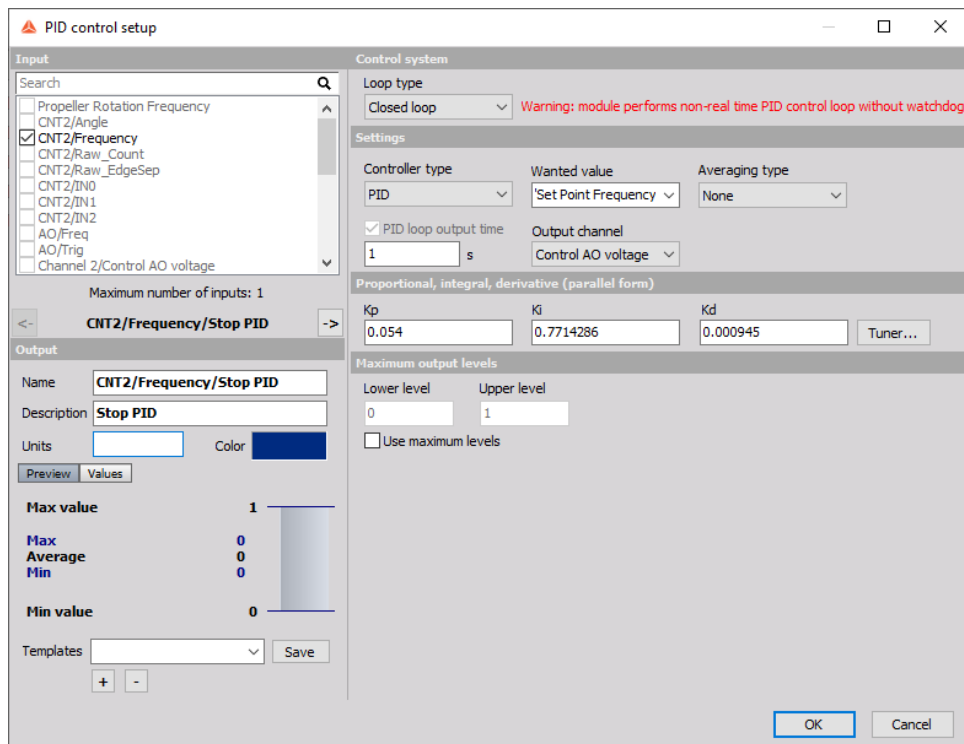 PID control setup
Input
Search
Propeller Rotation Frequency
CNT2/Angle
CNT2/Frequency
CNT2/Raw_Count
CNT2/Raw_EdgeSep
CNT2/IN0
CNT2/IN1
CNT2/IN2
AO/Freq
AO/Trig
Channel 2/Control AO voltage
Maximum number of inputs: 1
<- CNT2/Frequency/Stop PID ->
Output
Name CNT2/Frequency/Stop PID
Description Stop PID
Units Color
Preview Values
Max value 1
Max 0
Average 0
Min 0
Min value 0
Templates Save
+ -
Control system
Loop type
Closed loop Warning: module performs non-real time PID control loop without watchdog
Settings
Controller type Wanted value Averaging type
PID 'Set Point Frequency None
PID loop output time Output channel
1 s Control AO voltage
Proportional, integral, derivative (parallel form)
Kp Ki Kd
0.054 0.7714286 0.000945 Tuner...
Maximum output levels
Lower level Upper level
0 1
Use maximum levels
OK Cancel